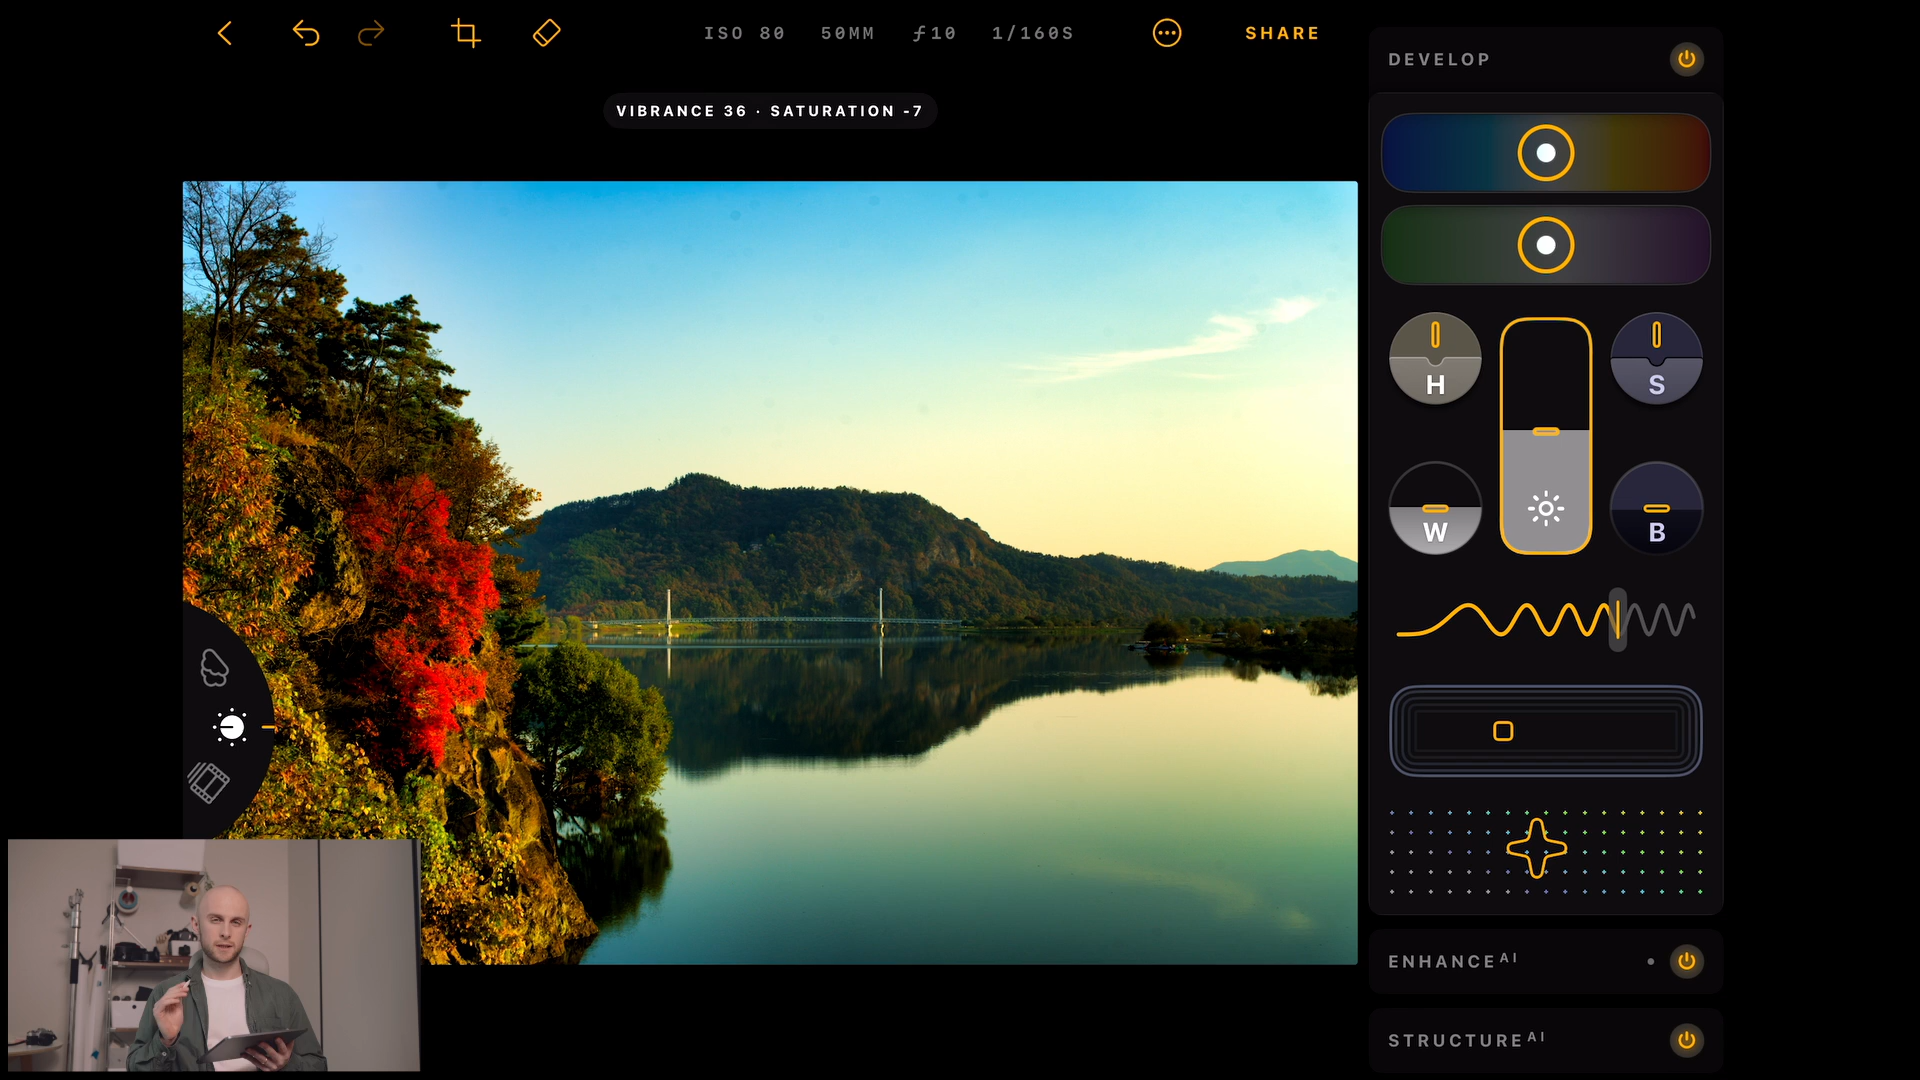 ISO 80 50MM ƒ10 1/160S SHARE
VIBRANCE 36 · SATURATION -7
DEVELOP
H S
W B
ENHANCE AI
STRUCTURE AI